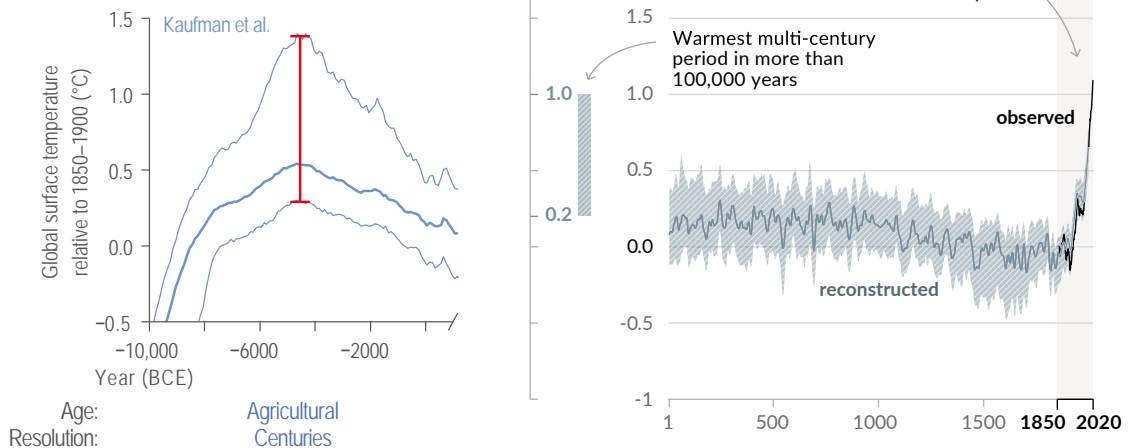 Kaufman et al.
Global surface temperature
relative to 1850–1900 (°C)
1.5
1.0
0.5
0.0
−0.5
−10,000
−6000
−2000
Year (BCE)
Age:
Agricultural
Resolution:
Centuries
1.0
0.2
Warmest multi-century
period in more than
100,000 years
1.5
1.0
0.5
0.0
-0.5
-1
observed
reconstructed
1
500
1000
1500
1850
2020